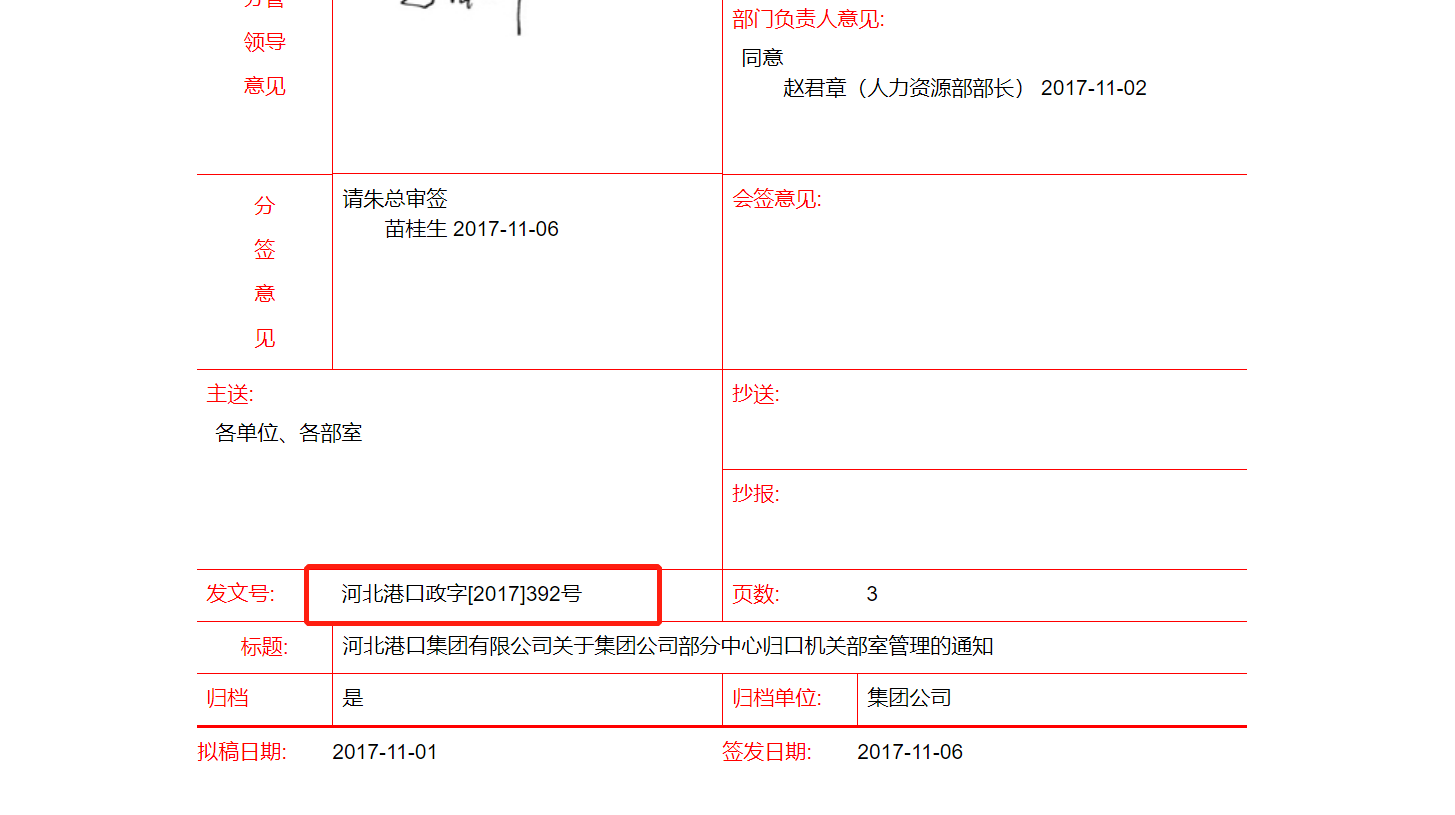 分管
领导
意见
部门负责人意见:
同意
赵君章（人力资源部部长） 2017-11-02
分
签
意
见
请朱总审签
苗桂生 2017-11-06
会签意见:
主送:
各单位、各部室
抄送:
抄报:
发文号: 河北港口政字[2017]392号 页数: 3
标题: 河北港口集团有限公司关于集团公司部分中心归口机关部室管理的通知
归档 是 归档单位: 集团公司
拟稿日期: 2017-11-01 签发日期: 2017-11-06